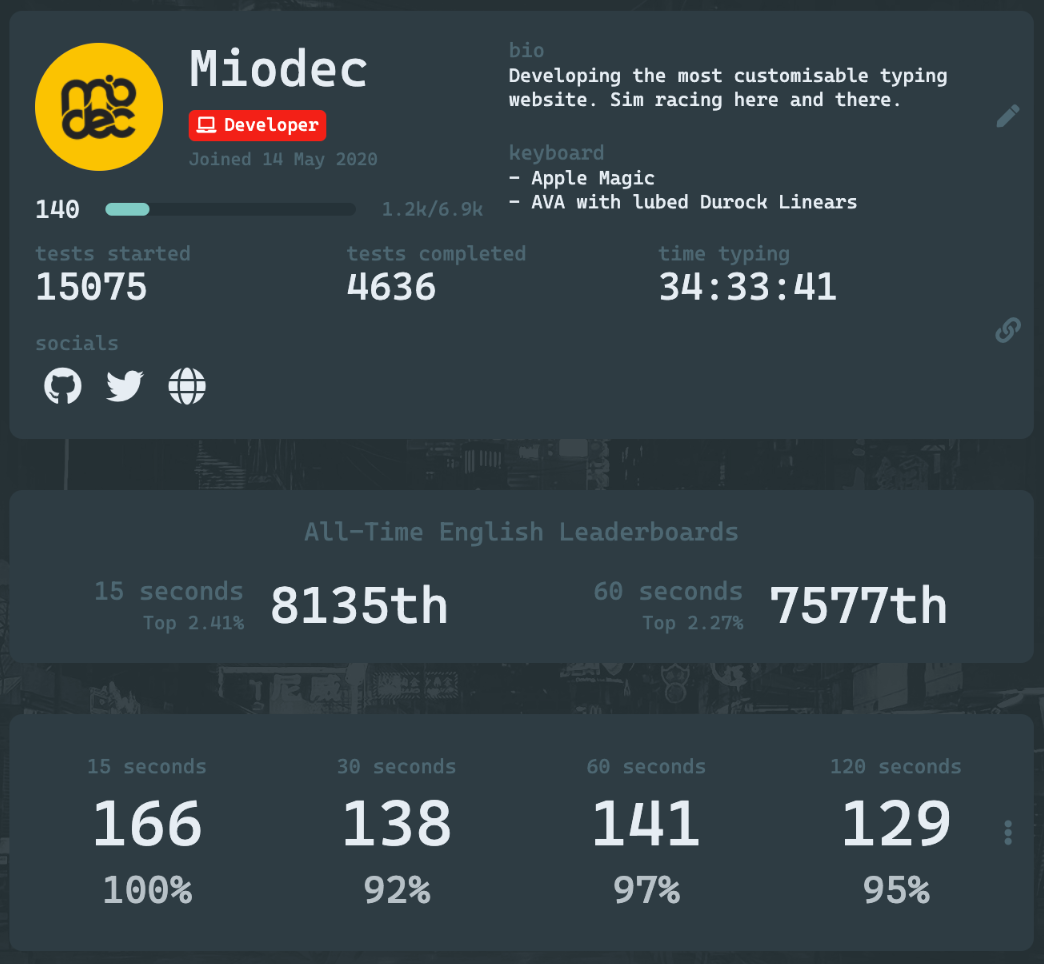 miodec
Miodec
Developer
Joined 14 May 2020
140
1.2k/6.9k
bio
Developing the most customisable typing
website. Sim racing here and there.
keyboard
- Apple Magic
- AVA with lubed Durock Linears
tests started
15075
tests completed
4636
time typing
34:33:41
socials
All-Time English Leaderboards
15 seconds
Top 2.41%
8135th
60 seconds
Top 2.27%
7577th
15 seconds
166
100%
30 seconds
138
92%
60 seconds
141
97%
120 seconds
129
95%